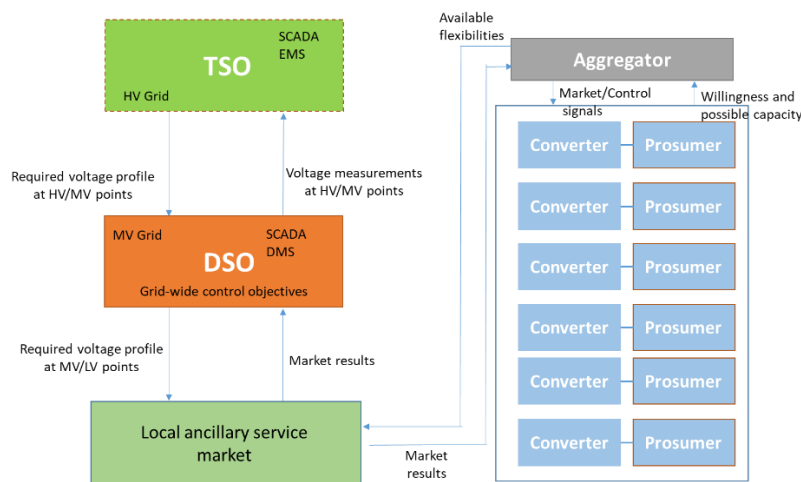 SCADA
EMS
TSO
HV Grid
Required voltage profile
at HV/MV points
Voltage measurements
at HV/MV points
MV Grid
SCADA
DMS
DSO
Grid-wide control objectives
Required voltage profile
at MV/LV points
Market results
Local ancillary service
market
Available
flexibilities
Market
results
Aggregator
Market/Control
signals
Willingness and
possible capacity
Converter
Prosumer
Converter
Prosumer
Converter
Prosumer
Converter
Prosumer
Converter
Prosumer
Converter
Prosumer